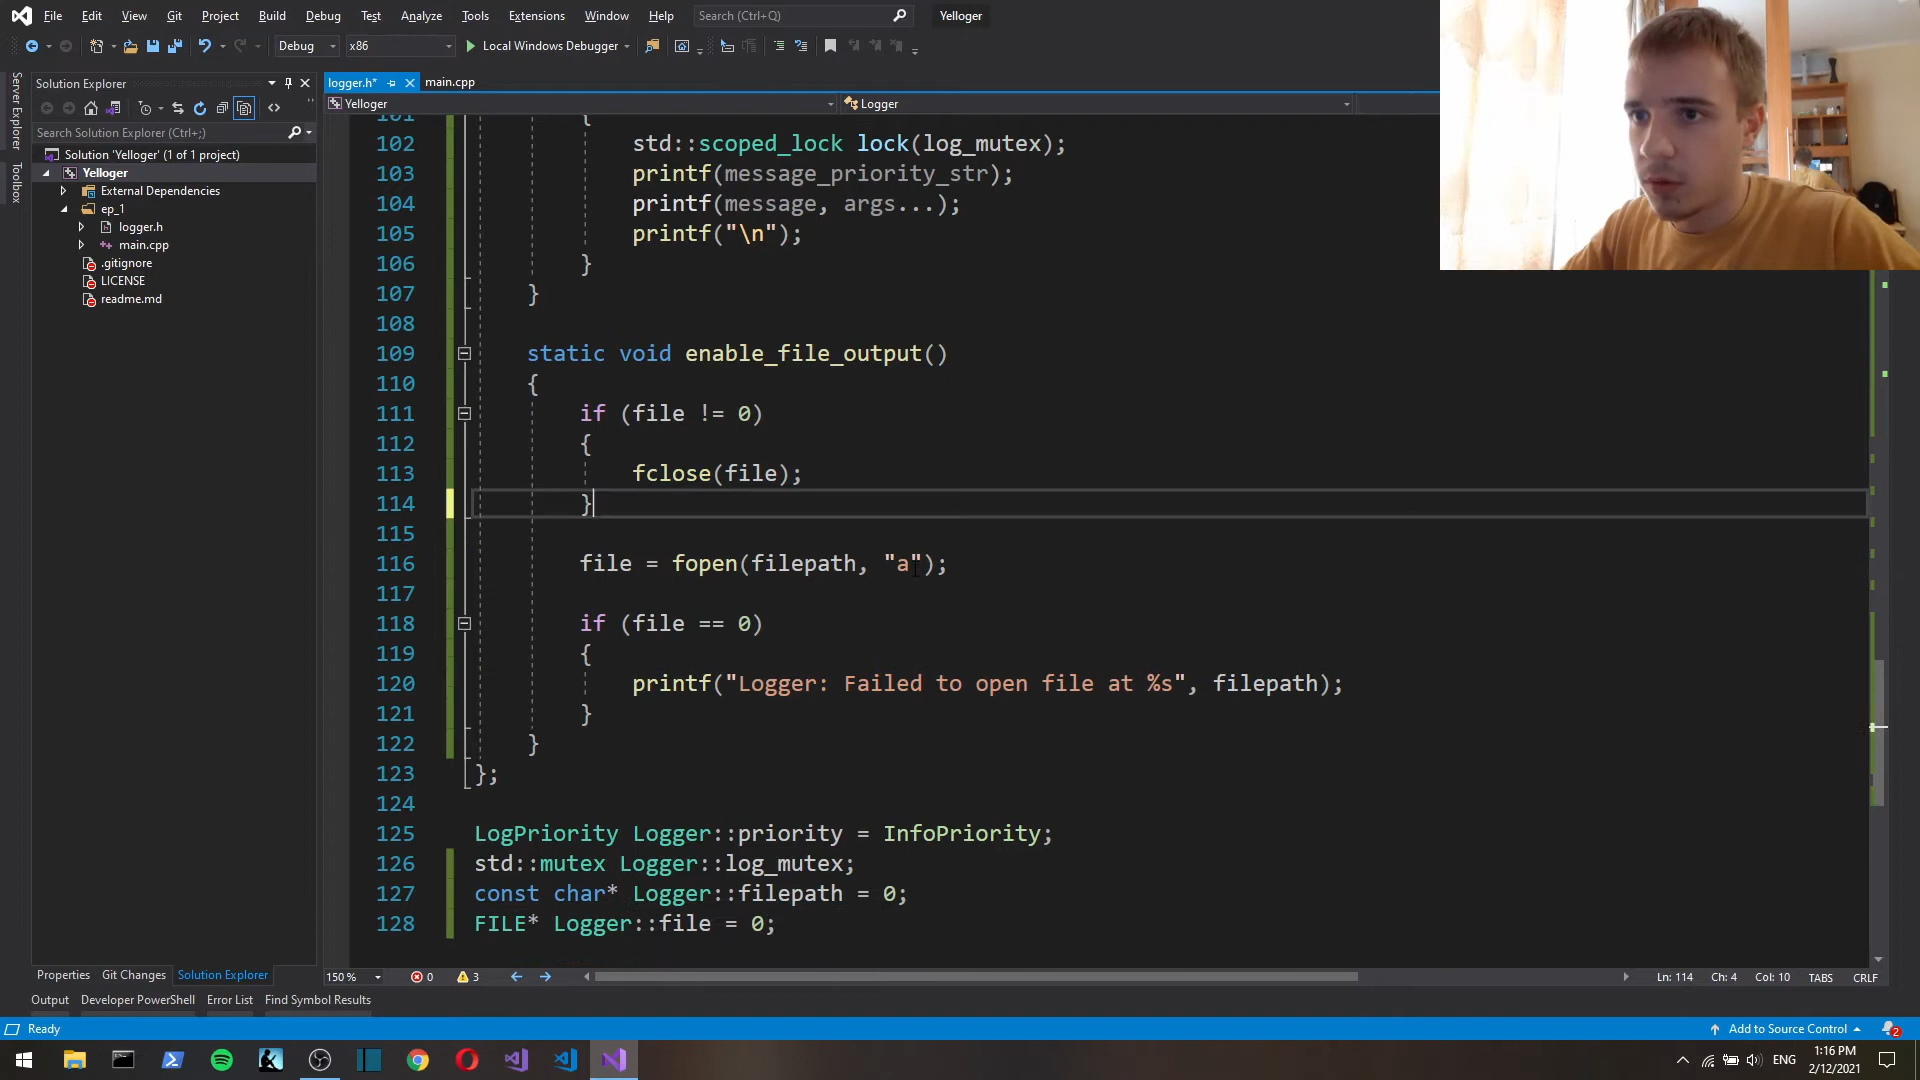 File Edit View Git Project Build Debug Test Analyze Tools Extensions Window Help Search (Ctrl+Q) Yelloger
Debug x86 Local Windows Debugger
Server Explorer
Toolbox
Solution Explorer
Search Solution Explorer (Ctrl+;)
Solution 'Yelloger' (1 of 1 project)
Yelloger
External Dependencies
ep_1
logger.h
main.cpp
.gitignore
LICENSE
readme.md
logger.h* main.cpp
Yelloger Logger
101 {
102 std::scoped_lock lock(log_mutex);
103 printf(message_priority_str);
104 printf(message, args...);
105 printf("\n");
106 }
107 }
108
109 static void enable_file_output()
110 {
111 if (file != 0)
112 {
113 fclose(file);
114 }
115
116 file = fopen(filepath, "a");
117
118 if (file == 0)
119 {
120 printf("Logger: Failed to open file at %s", filepath);
121 }
122 }
123 };
124
125 LogPriority Logger::priority = InfoPriority;
126 std::mutex Logger::log_mutex;
127 const char* Logger::filepath = 0;
128 FILE* Logger::file = 0;
Properties Git Changes Solution Explorer
150 % 0 3 Ln: 114 Ch: 4 Col: 10 TABS CRLF
Output Developer PowerShell Error List Find Symbol Results
Ready Add to Source Control 2
ENG 1:16 PM
2/12/2021